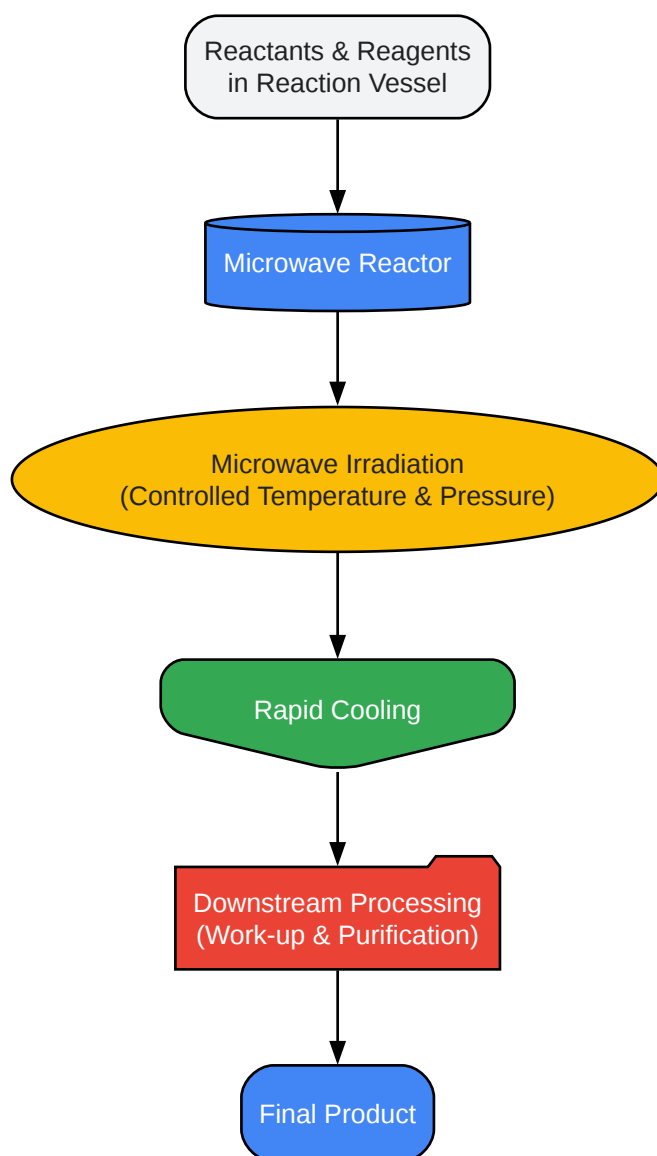 Reactants & Reagents
in Reaction Vessel
Microwave Reactor
Microwave Irradiation
(Controlled Temperature & Pressure)
Rapid Cooling
Downstream Processing
(Work-up & Purification)
Final Product